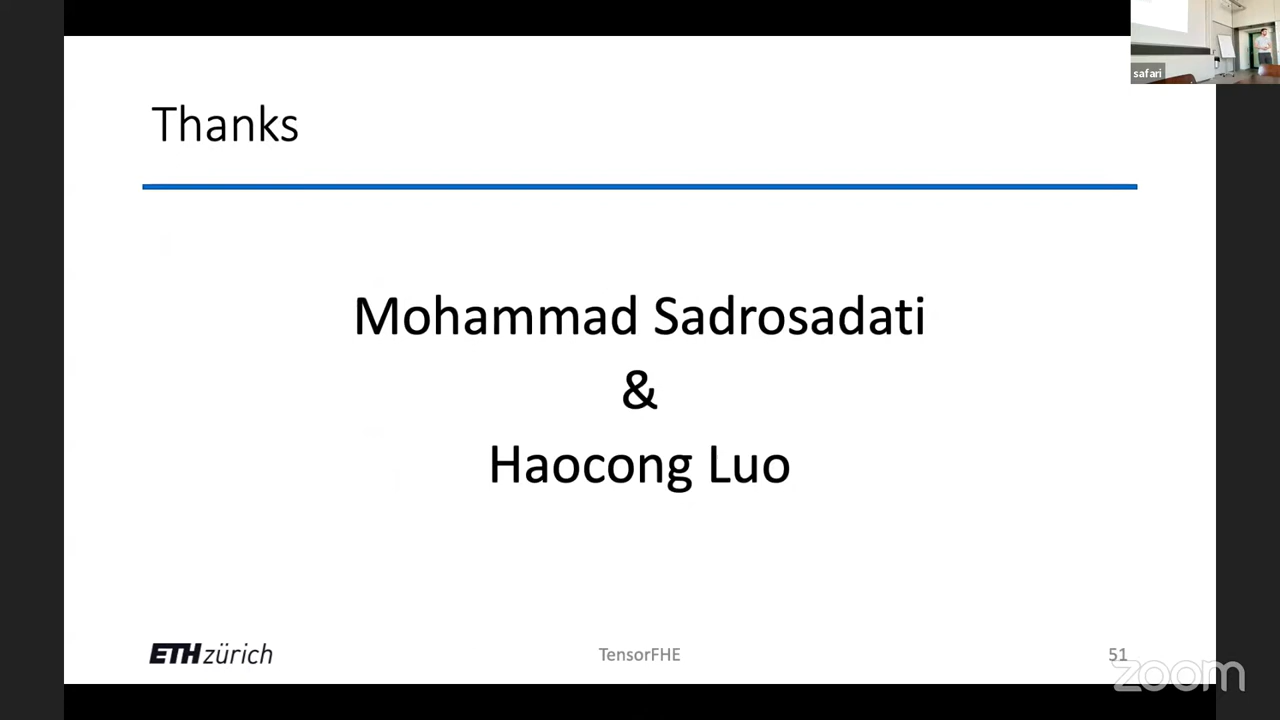 safari
Thanks
Mohammad Sadrosadati
&
Haocong Luo
ETH zürich
TensorFHE
51
zoom